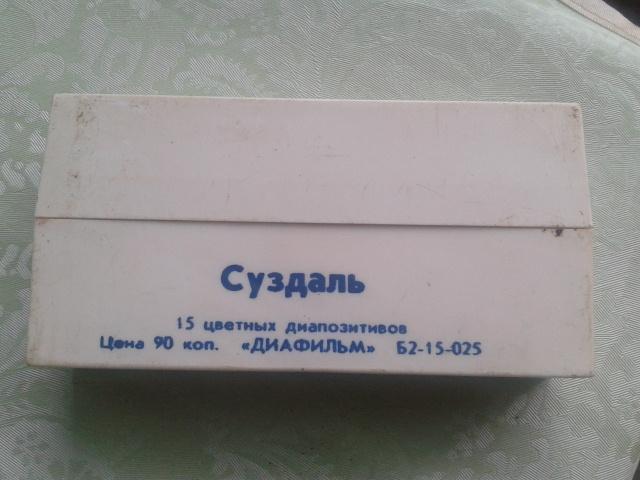 Суздаль
15 цветных диапозитивов
Цена 90 коп. «ДИАФИЛЬМ» Б2-15-025